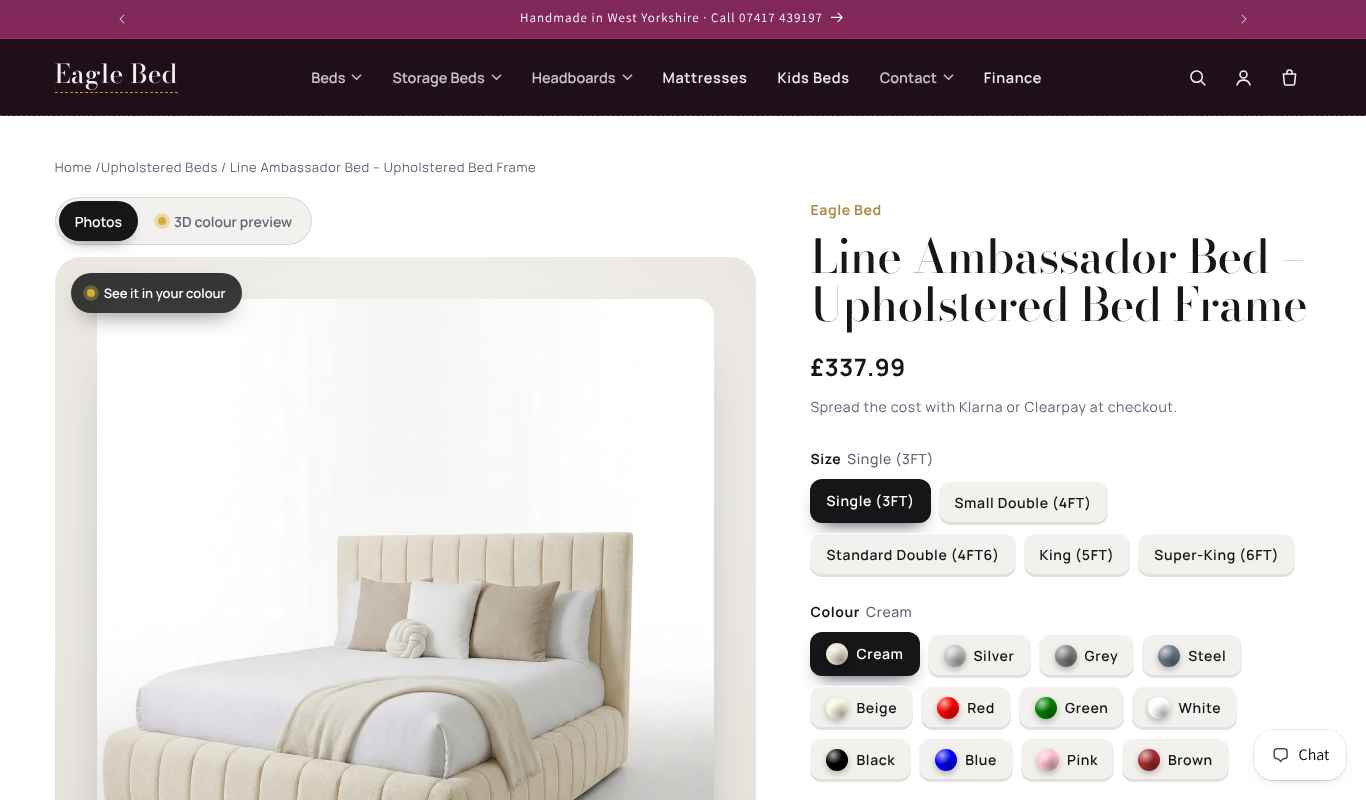 Handmade in West Yorkshire · Call 07417 439197
Eagle Bed
Beds
Storage Beds
Headboards
Mattresses
Kids Beds
Contact
Finance
Home /Upholstered Beds / Line Ambassador Bed – Upholstered Bed Frame
Photos
3D colour preview
See it in your colour
Eagle Bed
Line Ambassador Bed –
Upholstered Bed Frame
£337.99
Spread the cost with Klarna or Clearpay at checkout.
Size Single (3FT)
Single (3FT)
Small Double (4FT)
Standard Double (4FT6)
King (5FT)
Super-King (6FT)
Colour Cream
Cream
Silver
Grey
Steel
Beige
Red
Green
White
Black
Blue
Pink
Brown
Chat